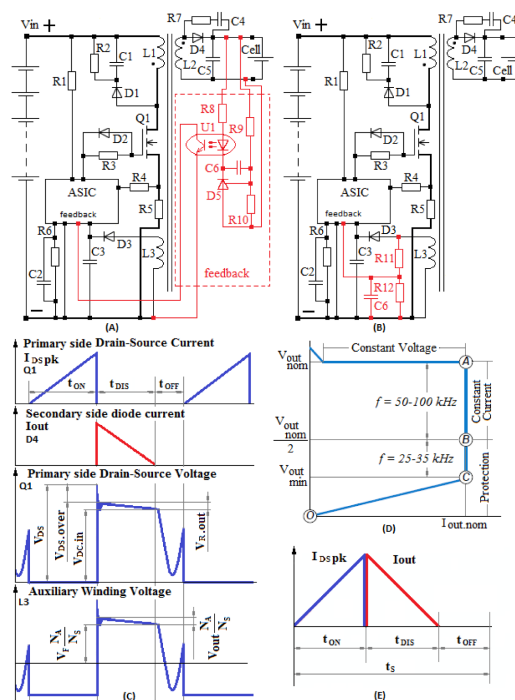 Vin +
R7
C4
D4
Cell
R2
C1
L1
L2
C5
R1
D1
R8
Q1
U1
R9
D2
R3
C6
ASIC
R4
D5
feedback
R5
R10
R6
D3
C3
L3
C2
feedback
(A)
Vin +
R7
C4
D4
Cell
R2
C1
L1
L2
C5
R1
D1
Q1
D2
R3
ASIC
R4
feedback
R5
R6
D3
R11
C3
L3
R12
C2
C6
(B)
Primary side Drain-Source Current
I DS pk
Q1
tON
tDIS
tOFF
Secondary side diode current
Iout
D4
Primary side Drain-Source Voltage
Q1
VDS
VDS.over
VDC.in
VR.out
Auxiliary Winding Voltage
L3
VF NA/NS
Vout NA/NS
(C)
Vout nom
Constant Voltage
A
f = 50-100 kHz
Constant Current
Vout nom
2
B
f = 25-35 kHz
Vout min
C
Protection
O
(D)
Iout.nom
I DS pk
Iout
tON
tDIS
tOFF
tS
(E)